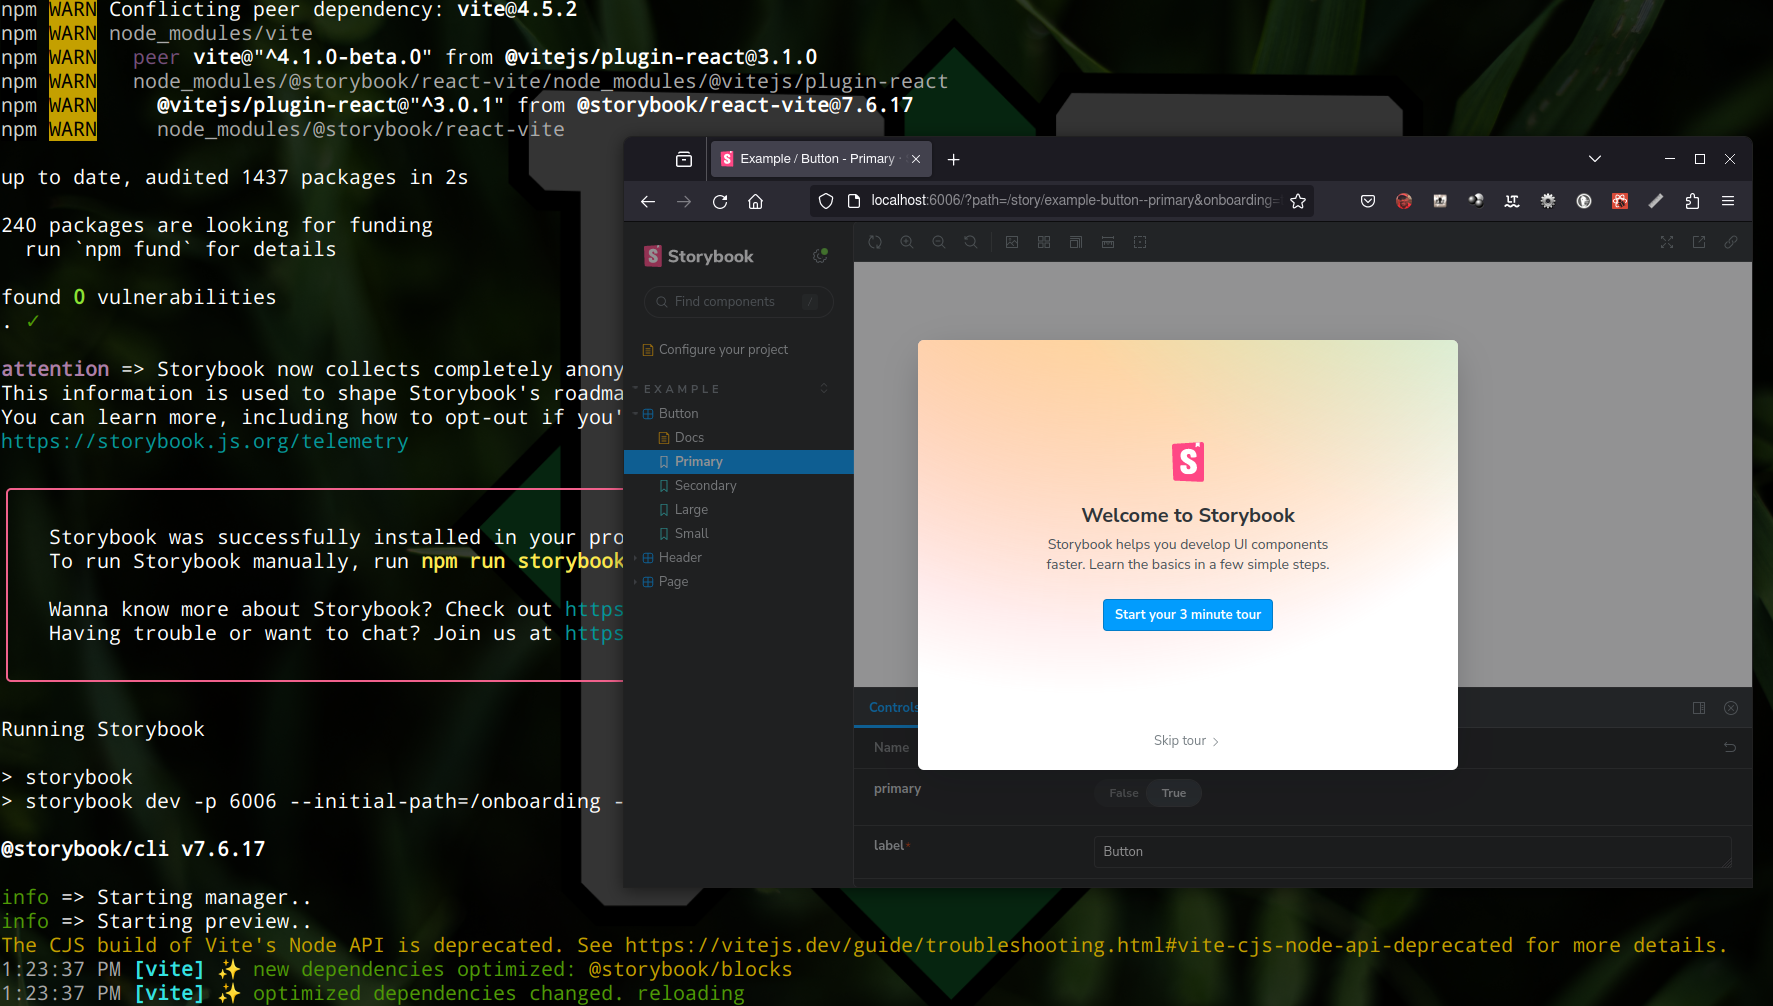 npm WARN Conflicting peer dependency: vite@4.5.2
npm WARN node_modules/vite
npm WARN   peer vite@"^4.1.0-beta.0" from @vitejs/plugin-react@3.1.0
npm WARN   node_modules/@storybook/react-vite/node_modules/@vitejs/plugin-react
npm WARN     @vitejs/plugin-react@"^3.0.1" from @storybook/react-vite@7.6.17
npm WARN     node_modules/@storybook/react-vite
up to date, audited 1437 packages in 2s
240 packages are looking for funding
  run `npm fund` for details
found 0 vulnerabilities
. ✓
attention => Storybook now collects completely anony
This information is used to shape Storybook's roadma
You can learn more, including how to opt-out if you'
https://storybook.js.org/telemetry
Storybook was successfully installed in your pro
To run Storybook manually, run npm run storybook
Wanna know more about Storybook? Check out https
Having trouble or want to chat? Join us at https
Running Storybook
> storybook
> storybook dev -p 6006 --initial-path=/onboarding -
@storybook/cli v7.6.17
info => Starting manager..
info => Starting preview..
The CJS build of Vite's Node API is deprecated. See https://vitejs.dev/guide/troubleshooting.html#vite-cjs-node-api-deprecated for more details.
1:23:37 PM [vite] ✨ new dependencies optimized: @storybook/blocks
1:23:37 PM [vite] ✨ optimized dependencies changed. reloading
Example / Button - Primary
localhost:6006/?path=/story/example-button--primary&onboarding=
Storybook
Find components /
Configure your project
EXAMPLE
Button
Docs
Primary
Secondary
Large
Small
Header
Page
S
Welcome to Storybook
Storybook helps you develop UI components
faster. Learn the basics in a few simple steps.
Start your 3 minute tour
Skip tour
Controls
Name
primary False True
label* Button